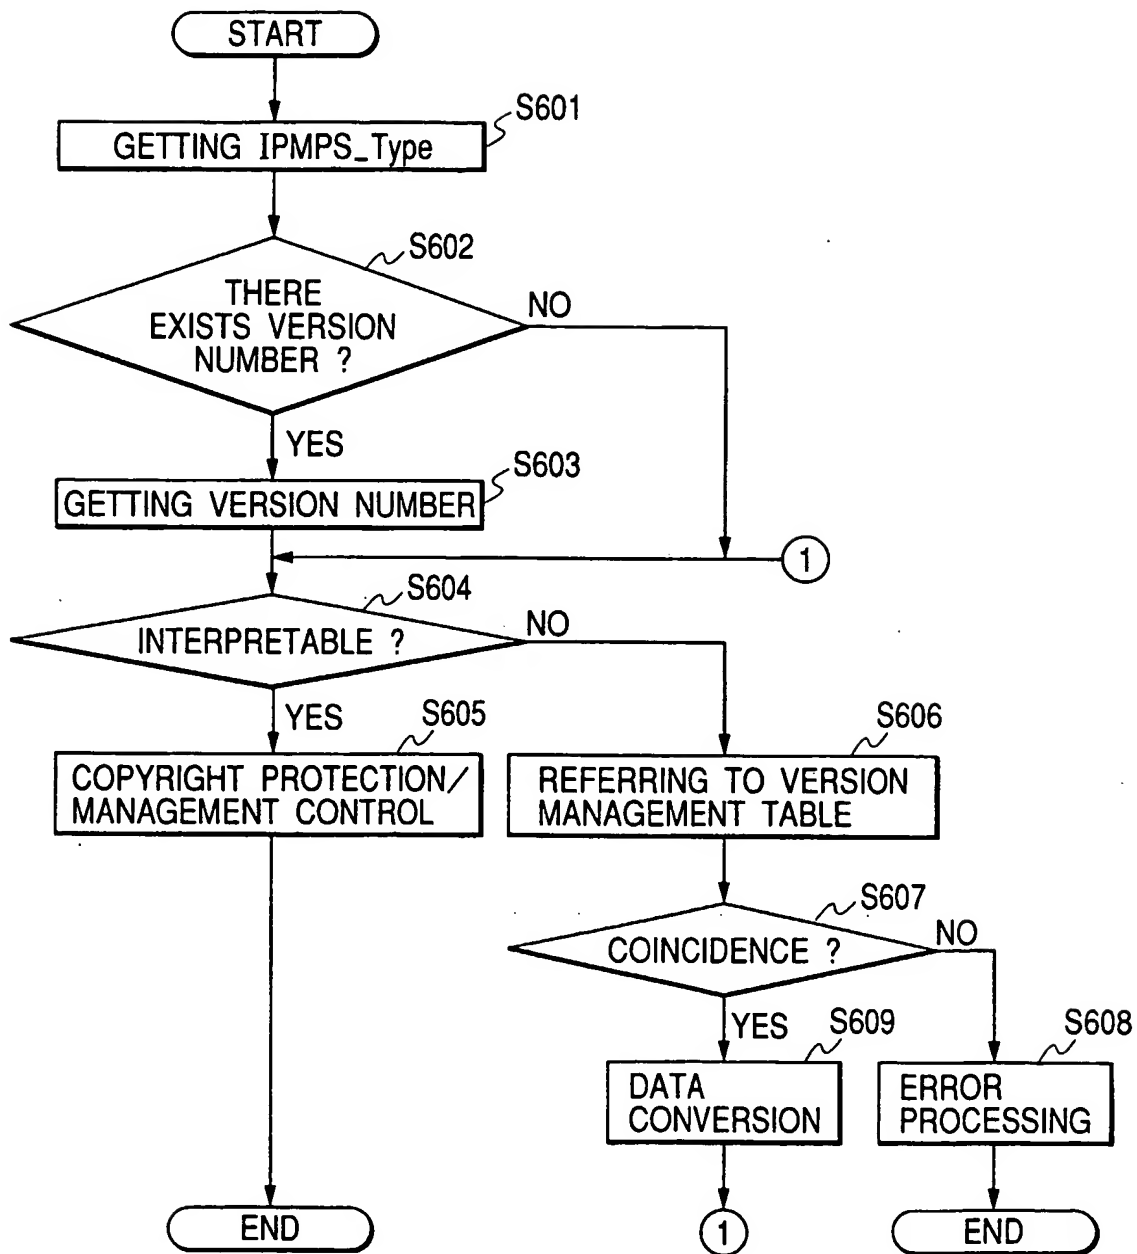 START
S601
GETTING IPMPS_Type
S602
THERE
EXISTS VERSION
NUMBER ?
NO
YES
S603
GETTING VERSION NUMBER
1
S604
INTERPRETABLE ?
NO
YES
S605
COPYRIGHT PROTECTION/
MANAGEMENT CONTROL
S606
REFERRING TO VERSION
MANAGEMENT TABLE
S607
COINCIDENCE ?
NO
YES
S609
DATA
CONVERSION
S608
ERROR
PROCESSING
END
1
END